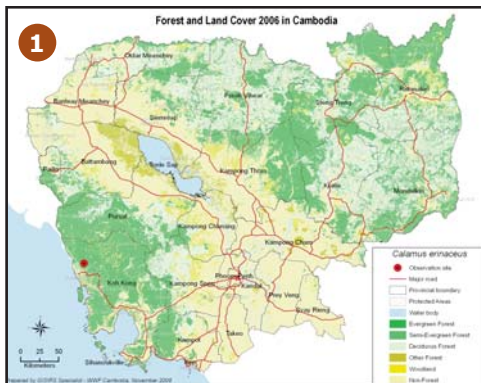 1
Forest and Land Cover 2006 in Cambodia
Oddar Meanchey
Banteay Meanchey
Preah Vihear
Stung Treng
Ratanakiri
Siemreap
Battambang
Tonle Sap
Pailin
Kampong Thom
Kratie
Mondulkiri
Pursat
Kampong Chhnang
Kampong Cham
Koh Kong
Kampong Speu
Phnom Penh
Kandal
Prey Veng
Svay Rieng
Takeo
Kampot
Sihanoukville
Calamus erinaceus
Observation site
Major road
Provincial boundary
Protected Areas
Water body
Evergreen Forest
Semi-Evergreen Forest
Deciduous Forest
Other Forest
Woodland
Non-Forest
0 25 50
Kilometers